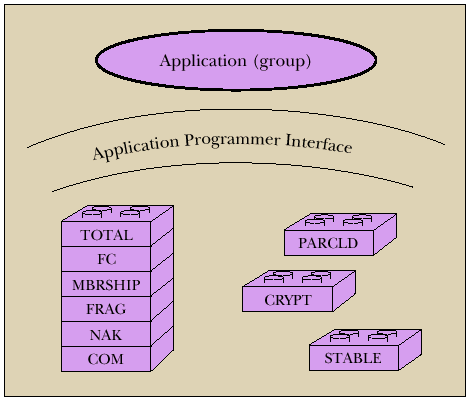 Application (group)
Application Programmer Interface
TOTAL
FC
MBRSHIP
FRAG
NAK
COM
PARCLD
CRYPT
STABLE